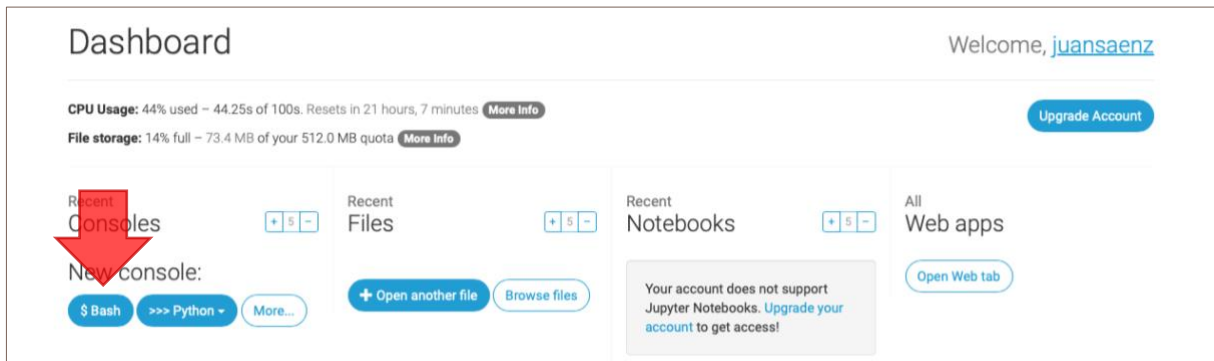 Dashboard
Welcome, juansaenz
CPU Usage: 44% used – 44.25s of 100s. Resets in 21 hours, 7 minutes More Info
File storage: 14% full – 73.4 MB of your 512.0 MB quota More Info
Upgrade Account
Recent
Consoles
+ 5 -
New console:
$ Bash >>> Python More...
Recent
Files
+ 5 -
+ Open another file Browse files
Recent
Notebooks
+ 5 -
Your account does not support
Jupyter Notebooks. Upgrade your
account to get access!
All
Web apps
Open Web tab